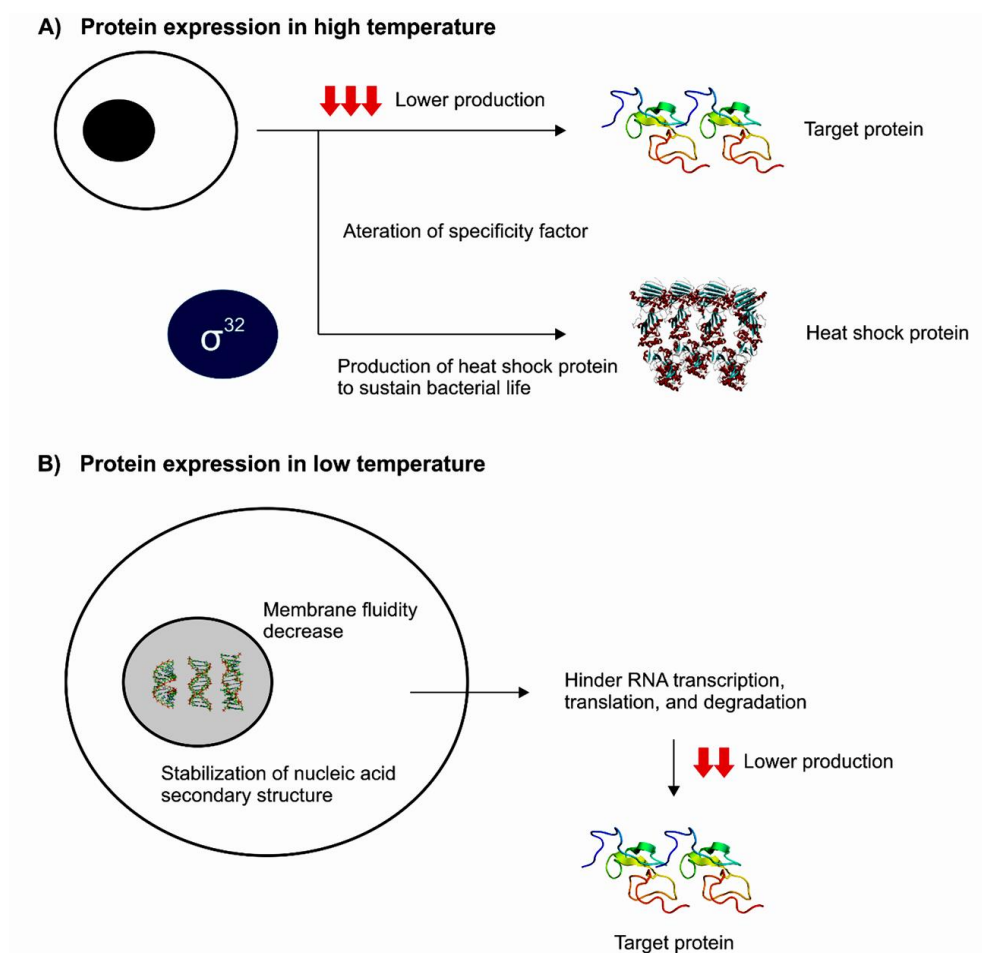 A) Protein expression in high temperature
Lower production
Target protein
Ateration of specificity factor
σ³²
Heat shock protein
Production of heat shock protein
to sustain bacterial life
B) Protein expression in low temperature
Membrane fluidity
decrease
Hinder RNA transcription,
translation, and degradation
Stabilization of nucleic acid
secondary structure
Lower production
Target protein